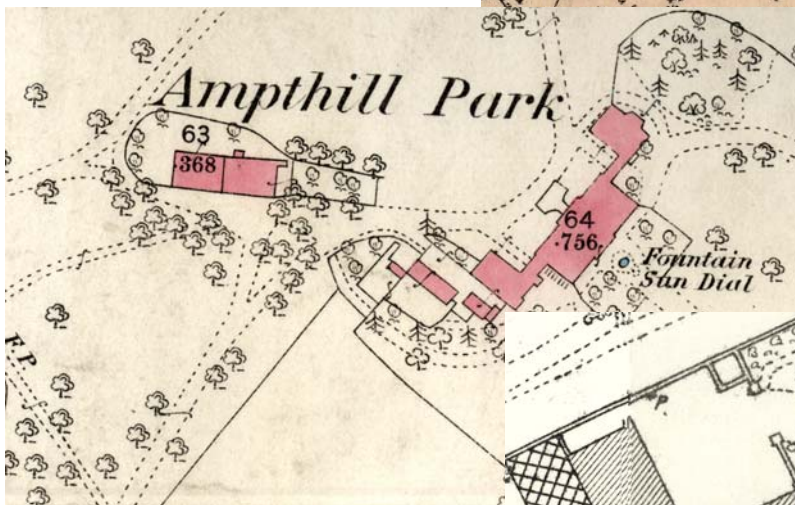 Ampthill Park
63
.368
64
.756
Fountain
Sun Dial
F.P.
P.